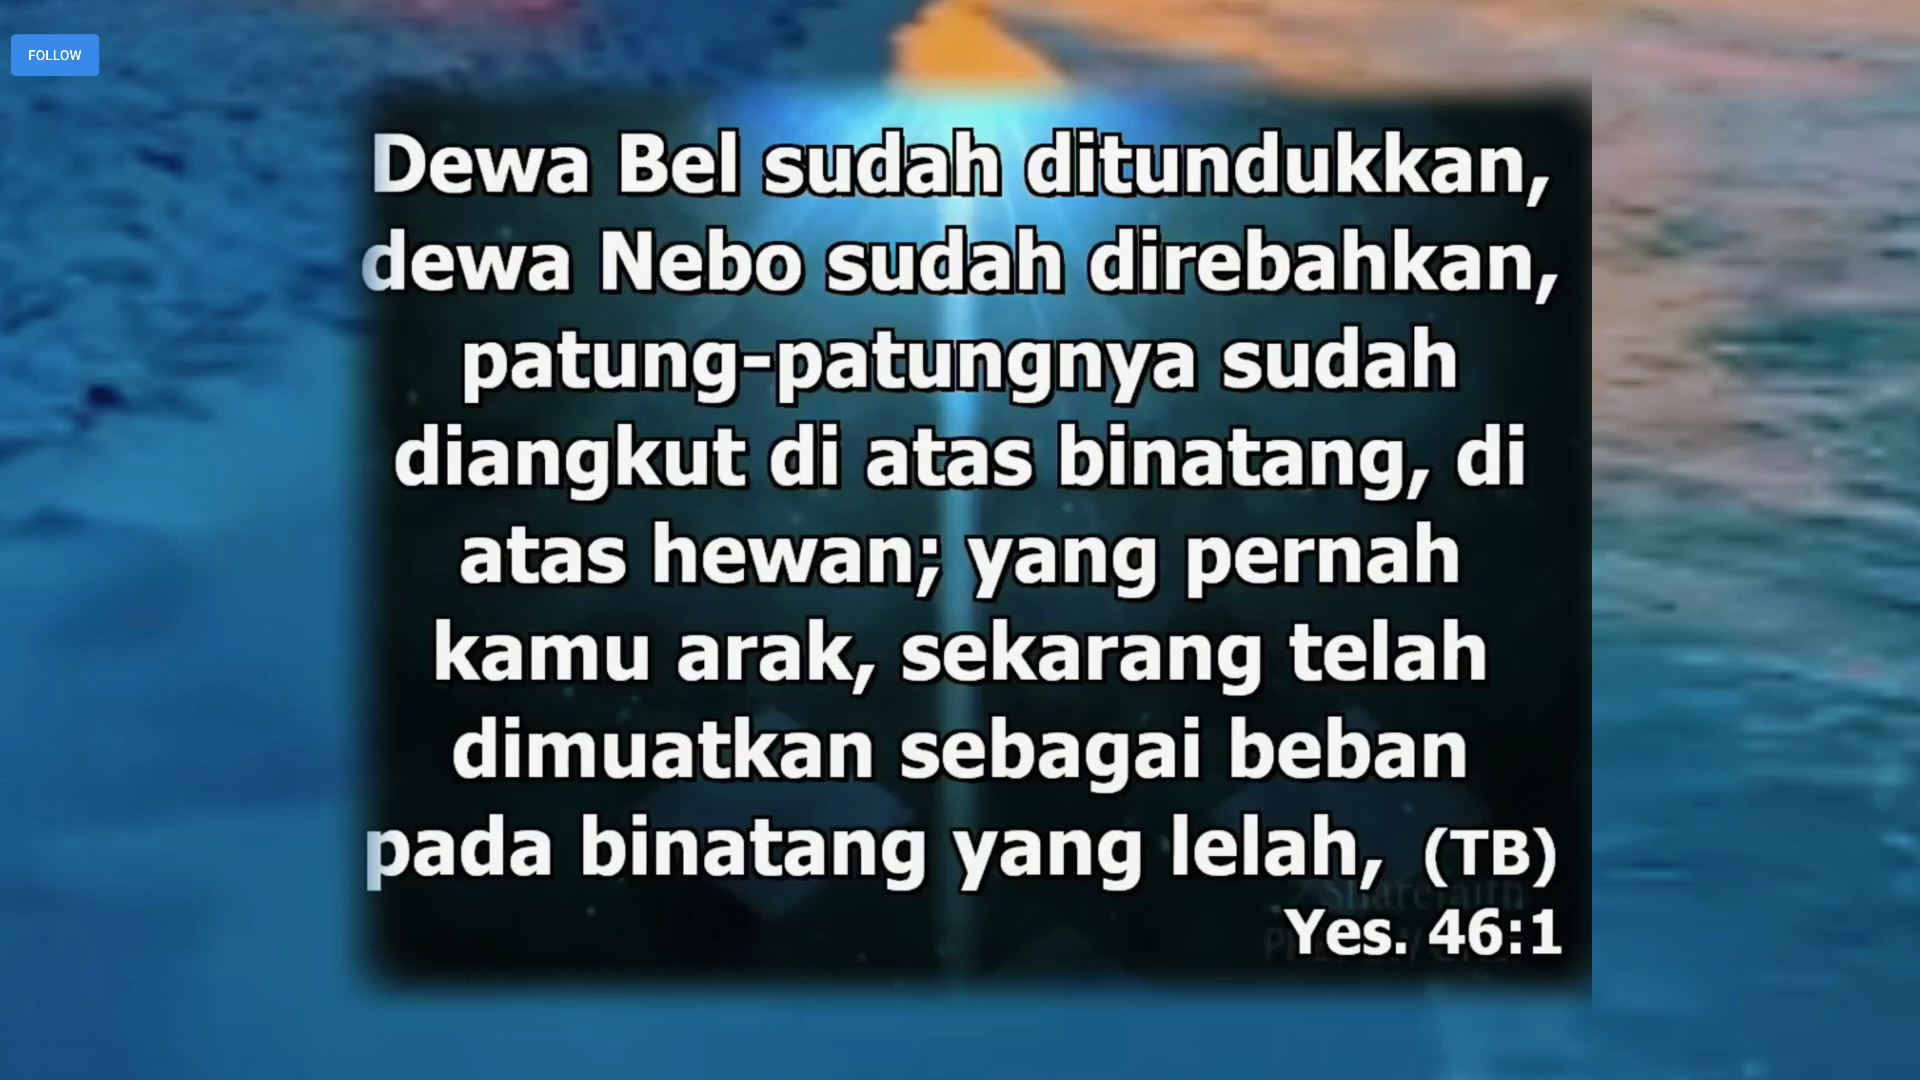 FOLLOW
Dewa Bel sudah ditundukkan,
dewa Nebo sudah direbahkan,
patung-patungnya sudah
diangkut di atas binatang, di
atas hewan; yang pernah
kamu arak, sekarang telah
dimuatkan sebagai beban
pada binatang yang lelah, (TB)
Sharefaith
Yes. 46:1